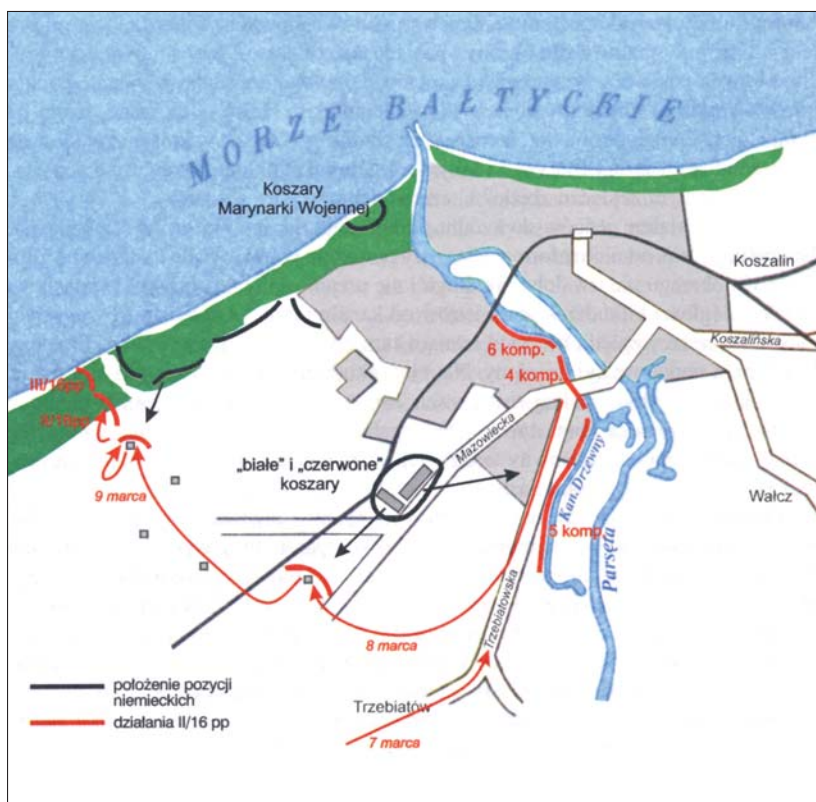 MORZE BAŁTYCKIE
Koszary
Marynarki Wojennej
Koszalin
Koszalińska
6 komp.
4 komp.
III/16pp
II/16pp
Mazowiecka
„białe” i „czerwone”
koszary
9 marca
Kan. Drzewny
Wałcz
5 komp.
Parsęta
Trzebiatowska
8 marca
położenie pozycji
niemieckich
Trzebiatów
działania II/16 pp
7 marca